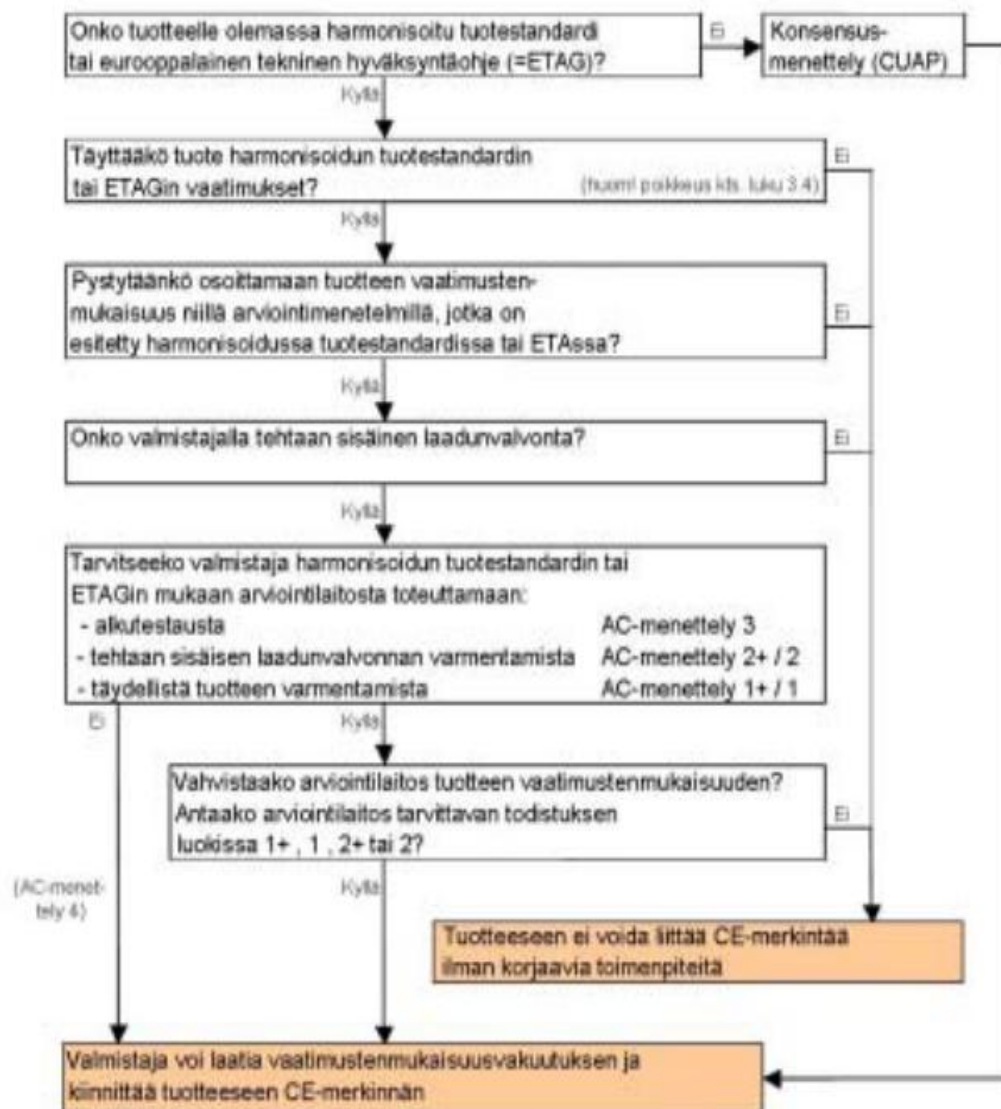 Onko tuotteelle olemassa harmonisoitu tuotestandardi
tai eurooppalainen tekninen hyväksyntäohje (=ETAG)?
Ei
Konsensus-
menettely (CUAP)
Kyllä
Täyttääkö tuote harmonisoidun tuotestandardin
tai ETAGin vaatimukset?
(huom! poikkeus kts. luku 3.4)
Ei
Kyllä
Pystytäänkö osoittamaan tuotteen vaatimusten-
mukaisuus niillä arviointimenetelmillä, jotka on
esitetty harmonisoidussa tuotestandardissa tai ETAssa?
Ei
Kyllä
Onko valmistajalla tehtaan sisäinen laadunvalvonta?
Ei
Kyllä
Tarvitseeko valmistaja harmonisoidun tuotestandardin tai
ETAGin mukaan arviointilaitosta toteuttamaan:
- alkutestausta AC-menettely 3
- tehtaan sisäisen laadunvalvonnan varmentamista AC-menettely 2+ / 2
- täydellistä tuotteen varmentamista AC-menettely 1+ / 1
Ei
Kyllä
Vahvistaako arviointilaitos tuotteen vaatimustenmukaisuuden?
Antaako arviointilaitos tarvittavan todistuksen
luokissa 1+ , 1 , 2+ tai 2?
Ei
(AC-menet-
tely 4)
Kyllä
Tuotteeseen ei voida liittää CE-merkintää
ilman korjaavia toimenpiteitä
Valmistaja voi laatia vaatimustenmukaisuusvakuutuksen ja
kiinnittää tuotteeseen CE-merkinnän